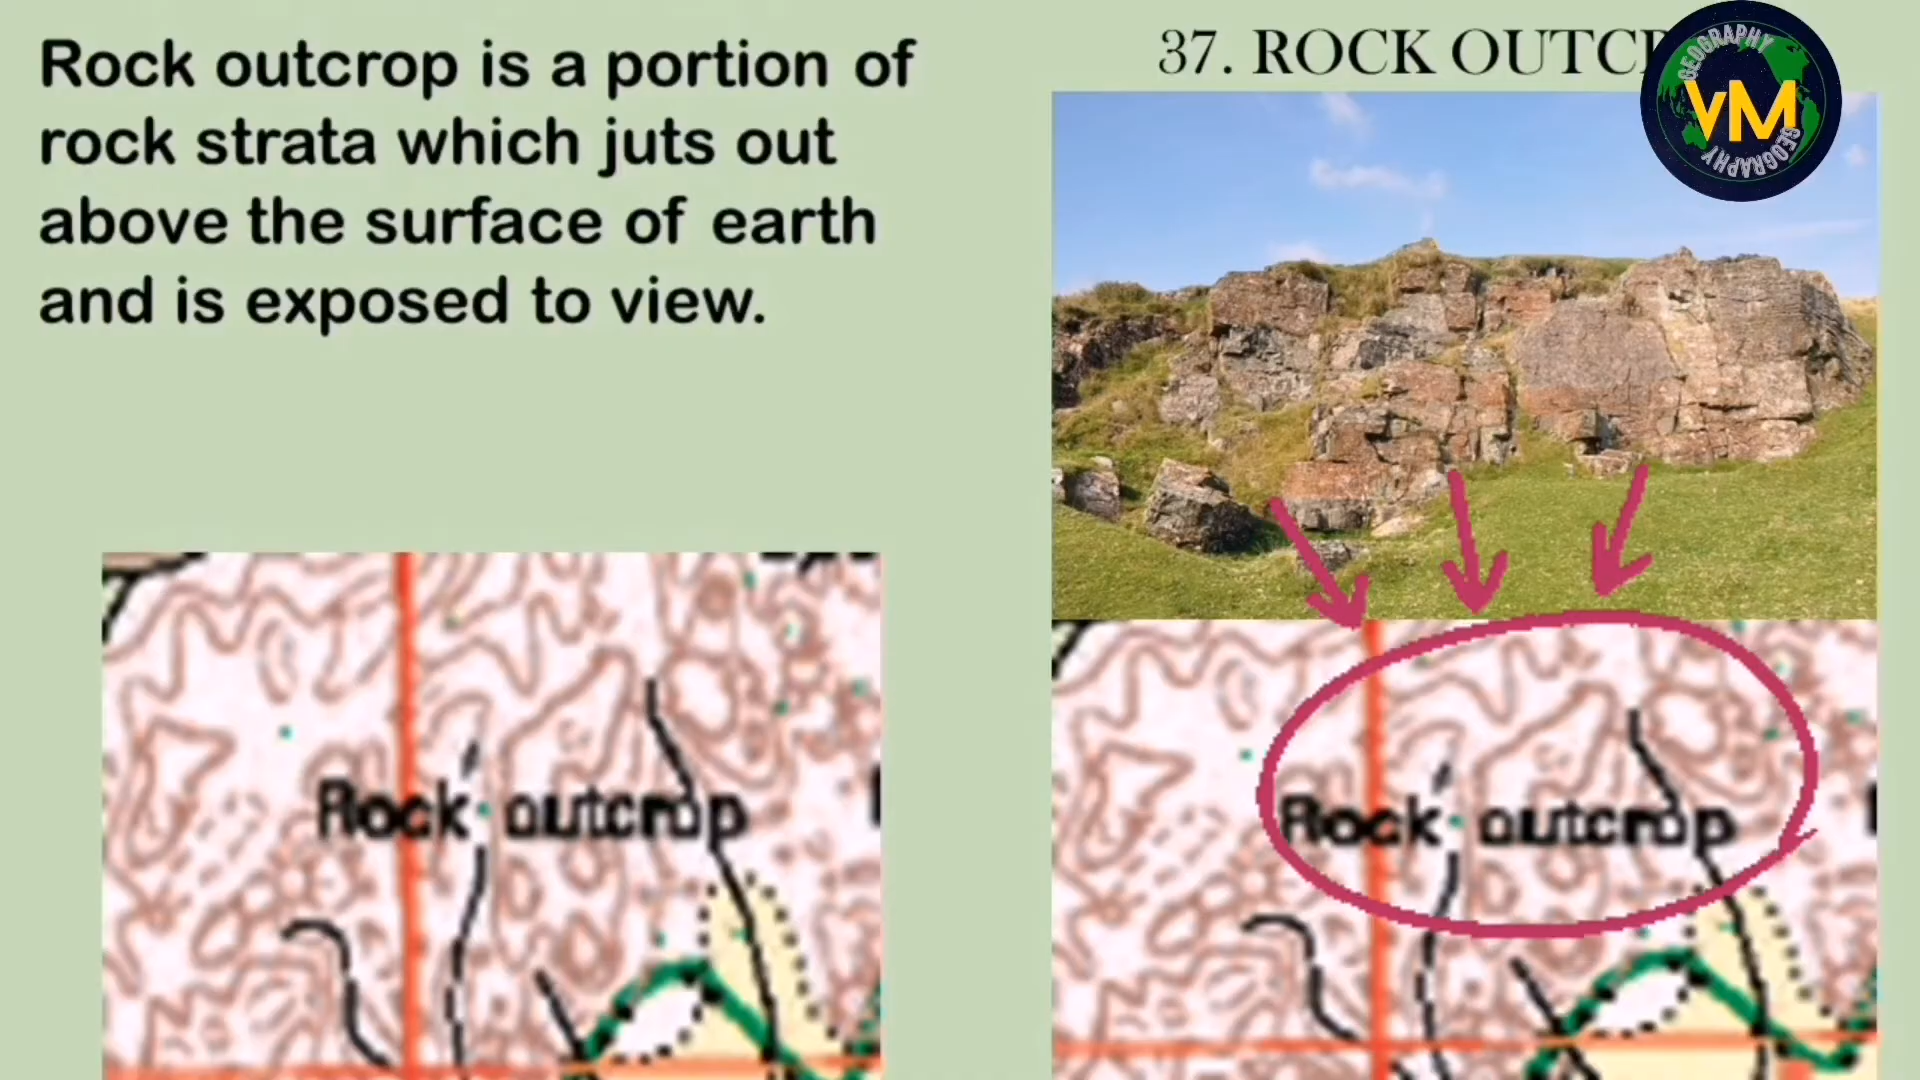 Rock outcrop is a portion of
rock strata which juts out
above the surface of earth
and is exposed to view.
37. ROCK OUTC
GEOGRAPHY
VM
GEOGRAPHY
Rock outcrop
Rock outcrop